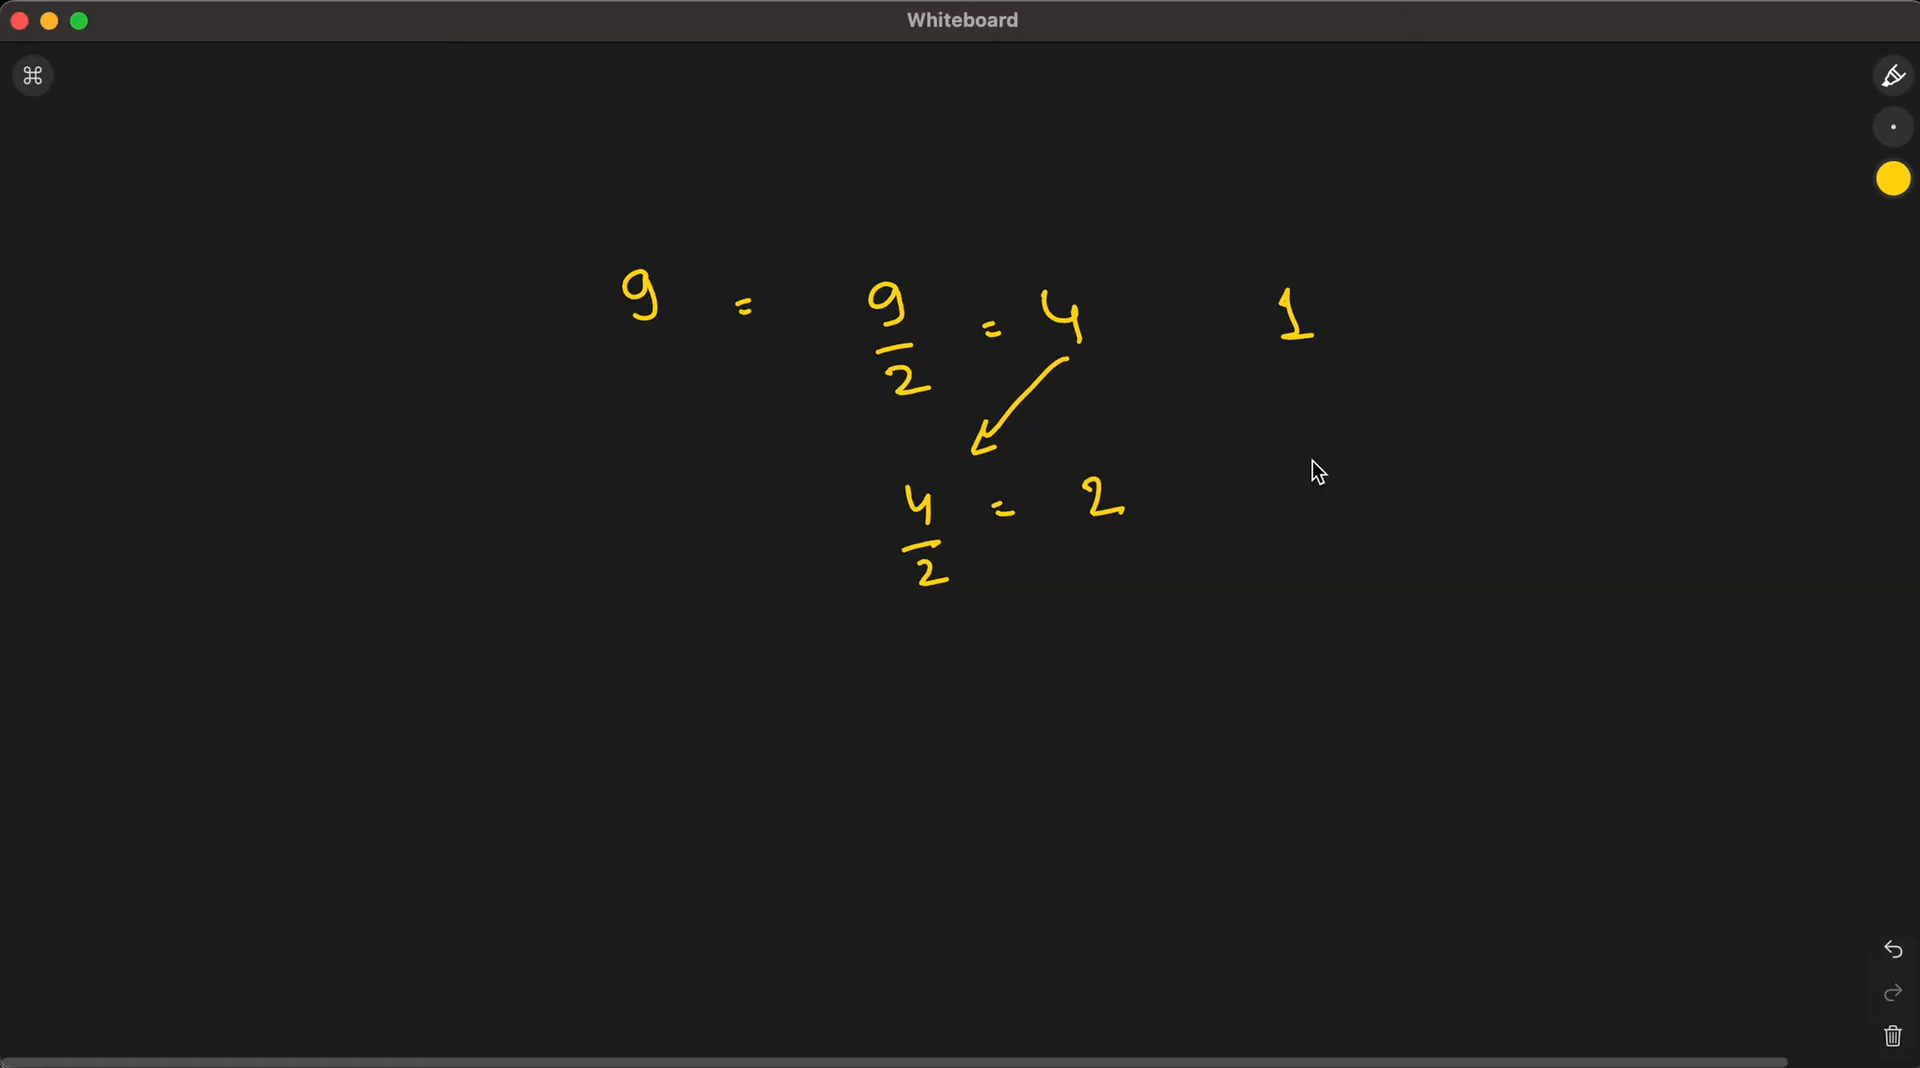 Whiteboard
9 = 9/2 = 4 1
4/2 = 2